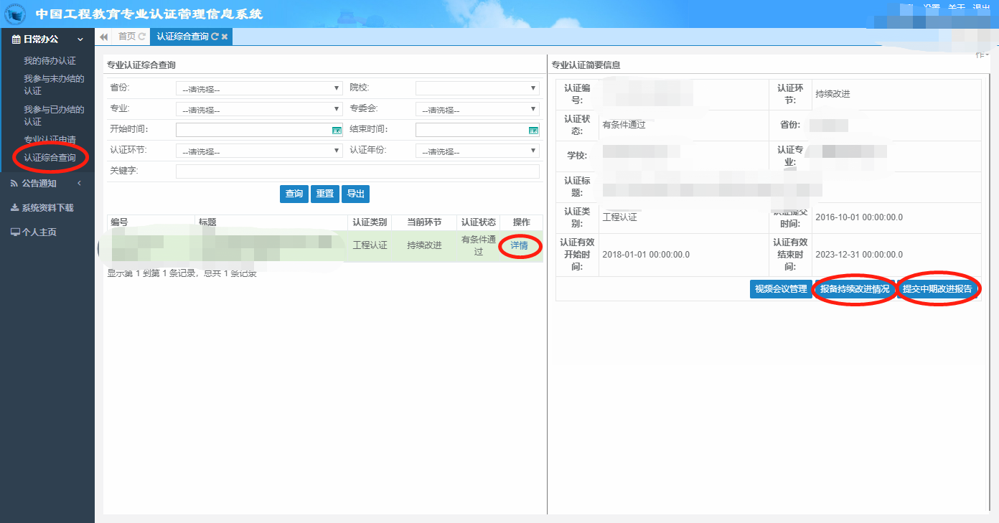 中国工程教育专业认证管理信息系统
设置 关于 退出
日常办公
我的待办认证
我参与未办结的
认证
我参与已办结的
认证
专业认证申请
认证综合查询
公告通知
系统资料下载
个人主页
首页
认证综合查询
作
专业认证综合查询
省份: --请选择-- 院校:
专业: --请选择-- 专委会: --请选择--
开始时间: 结束时间:
认证环节: --请选择-- 认证年份: --请选择--
关键字:
查询 重置 导出
编号 标题 认证类别 当前环节 认证状态 操作
工程认证 持续改进 有条件通
过 详情
显示第 1 到第 1 条记录，总共 1 条记录
专业认证简要信息
认证编
号:
认证环
节: 持续改进
认证状
态: 有条件通过
省份:
学校:
认证专
业:
认证标
题:
认证类
别: 工程认证
认证提交
时间: 2016-10-01 00:00:00.0
认证有效
开始时
间: 2018-01-01 00:00:00.0
认证有效
结束时
间: 2023-12-31 00:00:00.0
视频会议管理 报备持续改进情况 提交中期改进报告